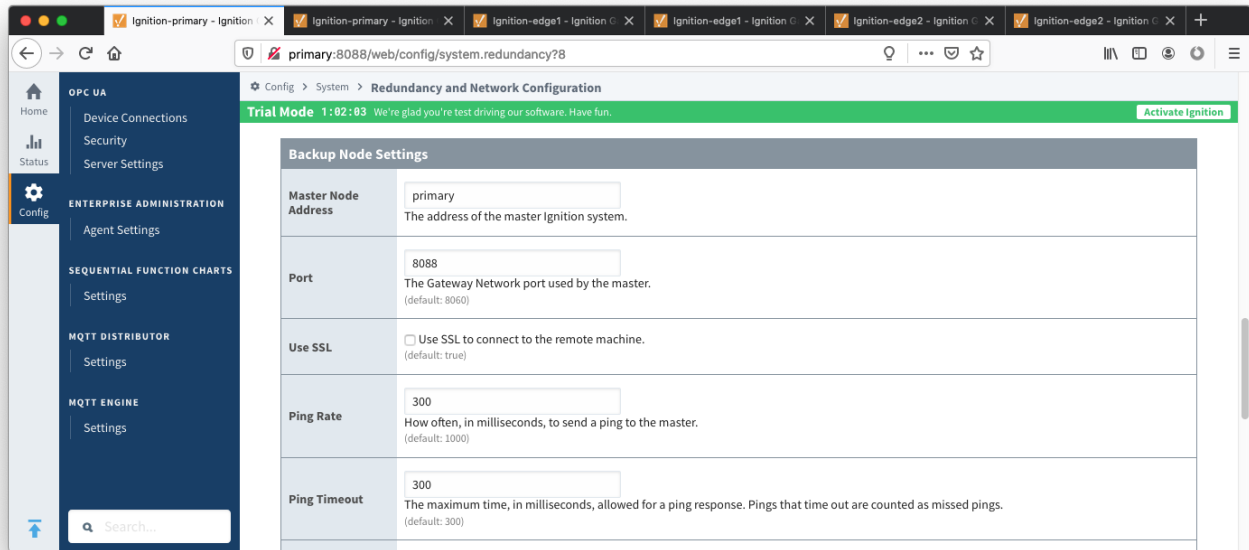 Ignition-primary - Ignition G
Ignition-primary - Ignition
Ignition-edge1 - Ignition G
Ignition-edge1 - Ignition G
Ignition-edge2 - Ignition G
Ignition-edge2 - Ignition G
primary:8088/web/config/system.redundancy?8
Home
Status
Config
OPC UA
Device Connections
Security
Server Settings
ENTERPRISE ADMINISTRATION
Agent Settings
SEQUENTIAL FUNCTION CHARTS
Settings
MQTT DISTRIBUTOR
Settings
MQTT ENGINE
Settings
Search...
Config > System > Redundancy and Network Configuration
Trial Mode 1:02:03 We're glad you're test driving our software. Have fun. Activate Ignition
Backup Node Settings
Master Node
Address
primary
The address of the master Ignition system.
Port
8088
The Gateway Network port used by the master.
(default: 8060)
Use SSL
Use SSL to connect to the remote machine.
(default: true)
Ping Rate
300
How often, in milliseconds, to send a ping to the master.
(default: 1000)
Ping Timeout
300
The maximum time, in milliseconds, allowed for a ping response. Pings that time out are counted as missed pings.
(default: 300)